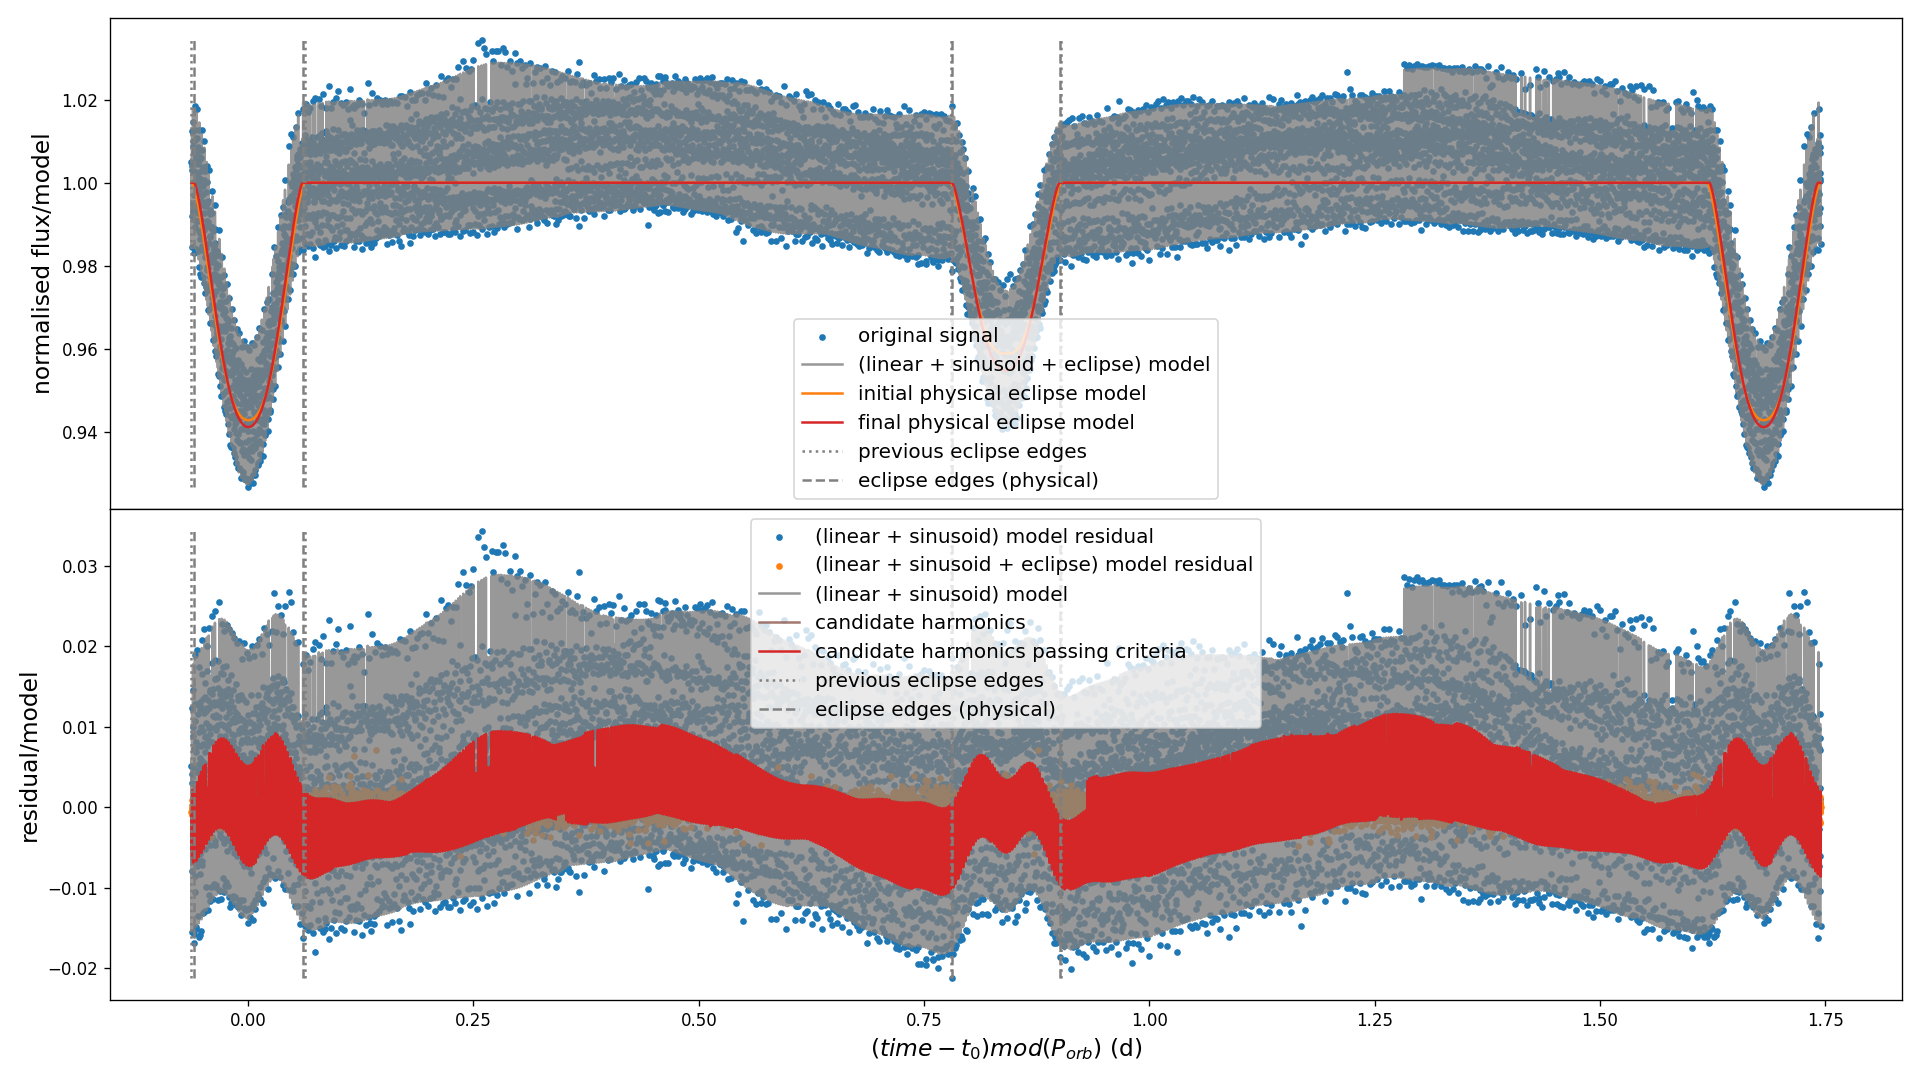 normalised flux/model
1.02
1.00
0.98
0.96
0.94
original signal
(linear + sinusoid + eclipse) model
initial physical eclipse model
final physical eclipse model
previous eclipse edges
eclipse edges (physical)
residual/model
0.03
0.02
0.01
0.00
−0.01
−0.02
(linear + sinusoid) model residual
(linear + sinusoid + eclipse) model residual
(linear + sinusoid) model
candidate harmonics
candidate harmonics passing criteria
previous eclipse edges
eclipse edges (physical)
0.00 0.25 0.50 0.75 1.00 1.25 1.50 1.75
(time − t₀)mod(Pₒᵣb) (d)